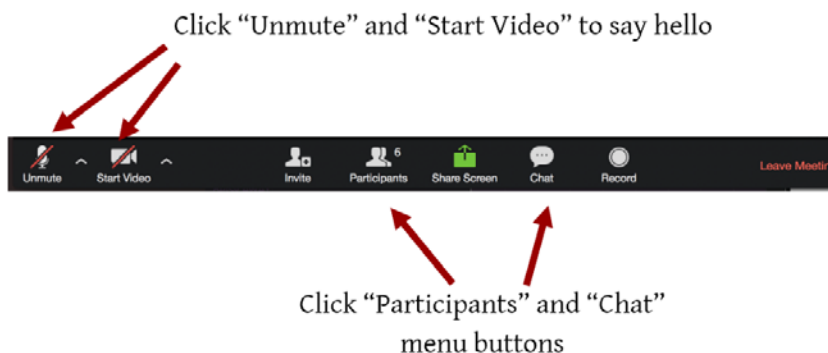 Click “Unmute” and “Start Video” to say hello
6
Unmute Start Video Invite Participants Share Screen Chat Record Leave Meetin
Click “Participants” and “Chat”
menu buttons